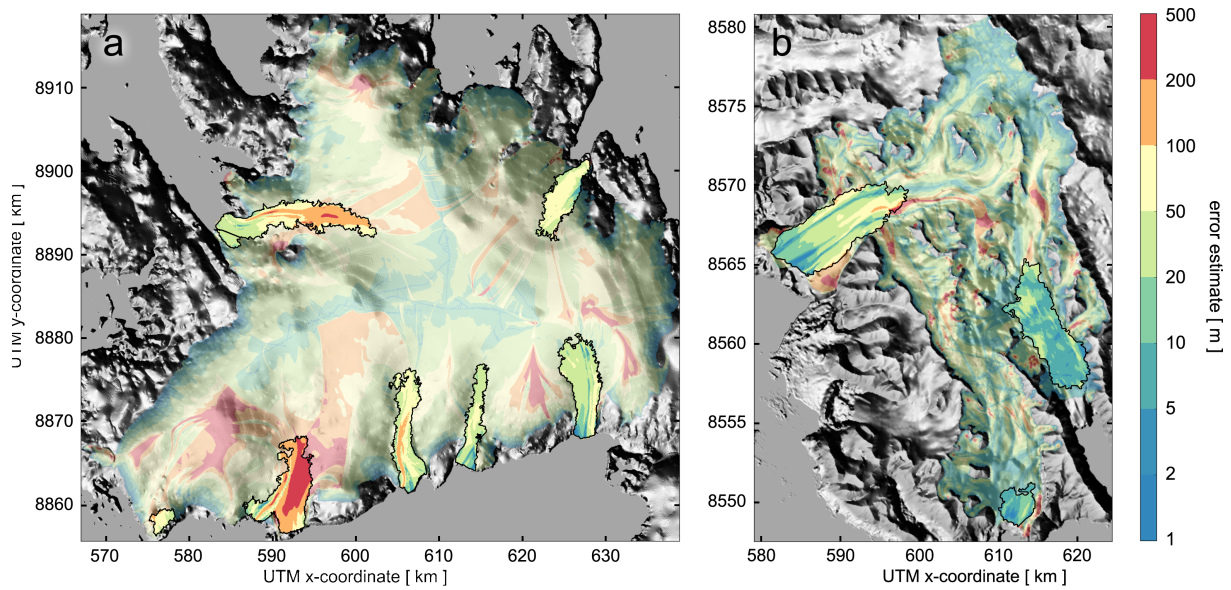 a
8910
8900
8890
8880
8870
8860
570 580 590 600 610 620 630
UTM x-coordinate [ km ]
UTM y-coordinate [ km ]
b
8580
8575
8570
8565
8560
8555
8550
580 590 600 610 620
UTM x-coordinate [ km ]
500
200
100
50
20
10
5
2
1
error estimate [ m ]